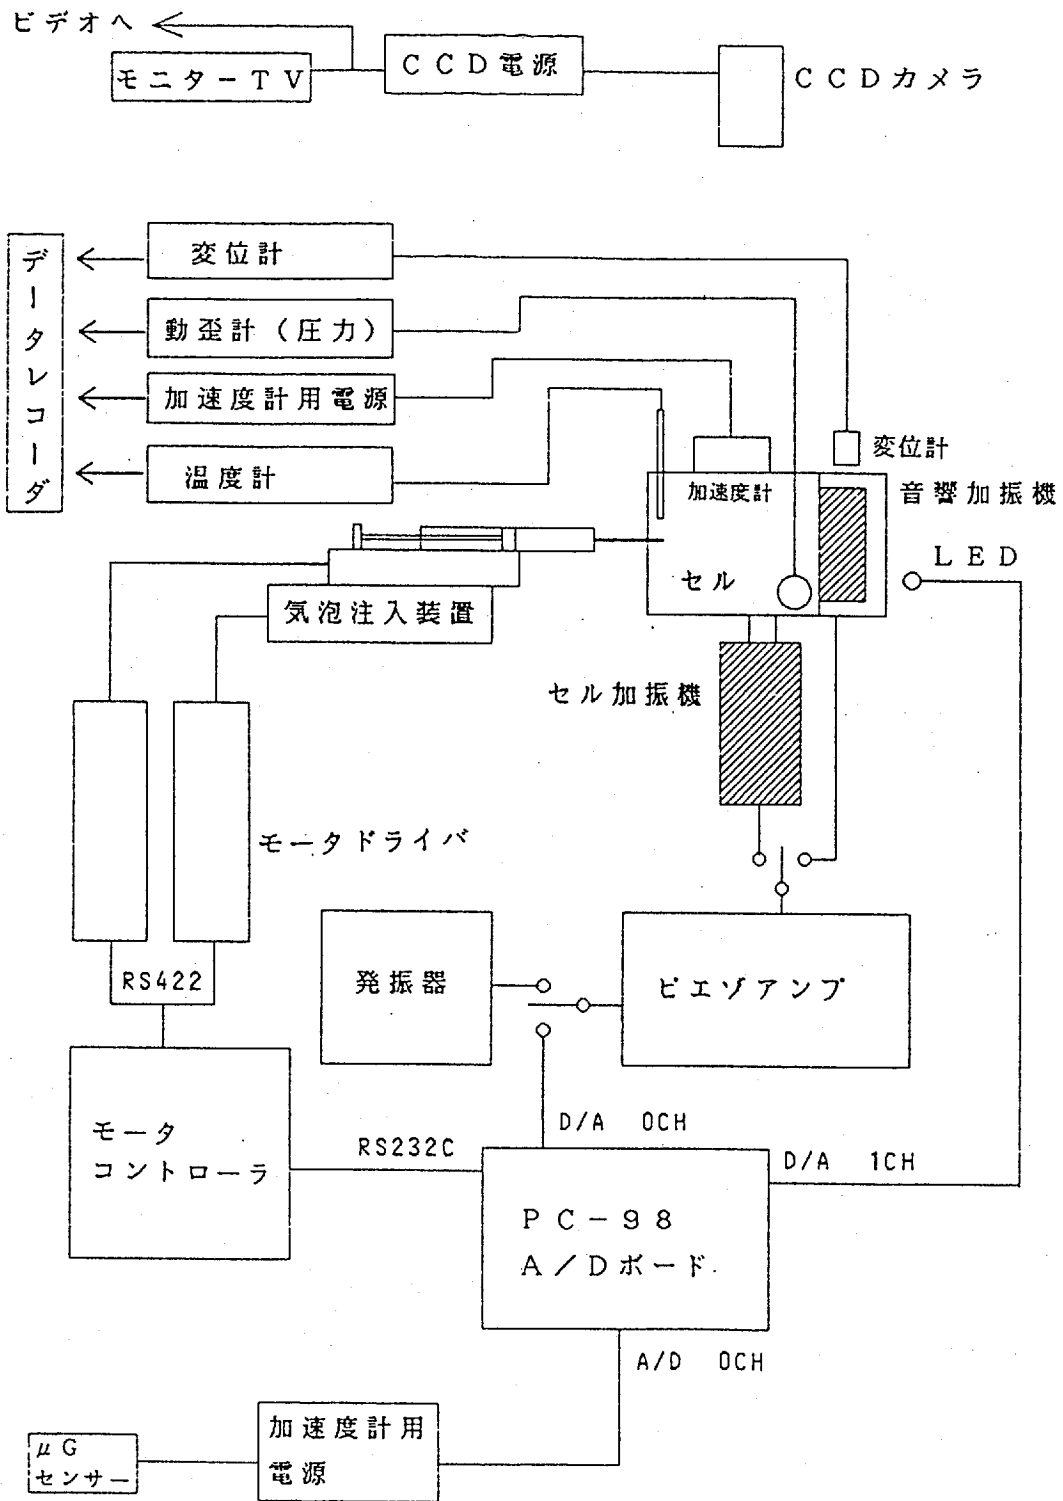 ビデオへ
モニターTV
CCD電源
CCDカメラ
データレコーダ
変位計
動歪計(圧力)
加速度計用電源
温度計
変位計
加速度計
音響加振機
LED
セル
気泡注入装置
セル加振機
モータドライバ
RS422
発振器
ピエゾアンプ
モータ
コントローラ
RS232C
D/A 0CH
D/A 1CH
PC-98
A/Dボード
A/D 0CH
加速度計用
電源
μG
センサー